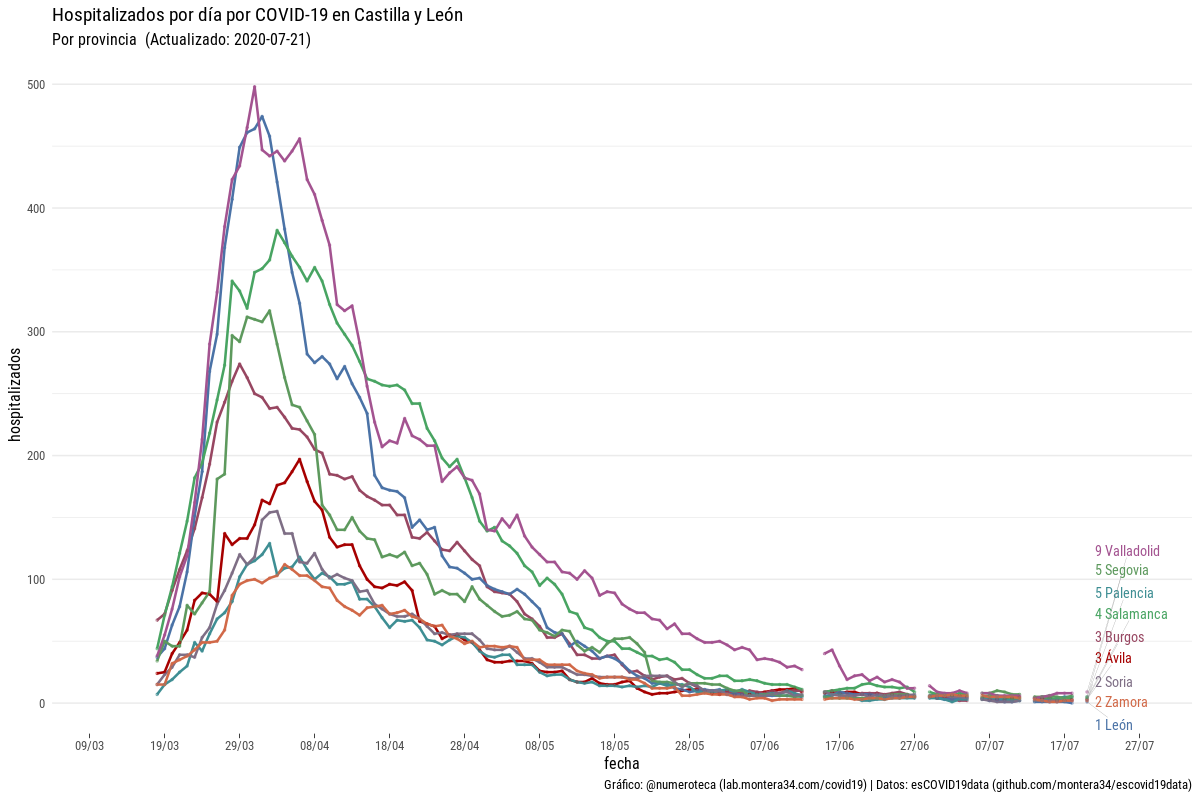 Hospitalizados por día por COVID-19 en Castilla y León
Por provincia (Actualizado: 2020-07-21)
hospitalizados
500
400
300
200
100
0
9 Valladolid
5 Segovia
5 Palencia
4 Salamanca
3 Burgos
3 Ávila
2 Soria
2 Zamora
1 León
09/03
19/03
29/03
08/04
18/04
28/04
08/05
18/05
28/05
07/06
17/06
27/06
07/07
17/07
27/07
fecha
Gráfico: @numeroteca (lab.montera34.com/covid19) | Datos: esCOVID19data (github.com/montera34/escovid19data)